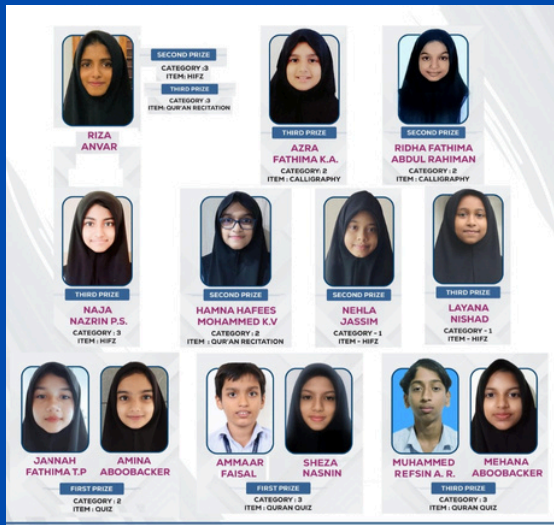 SECOND PRIZE
CATEGORY :3
ITEM: HIFZ
THIRD PRIZE
CATEGORY :3
ITEM: QUR'AN RECITATION
RIZA
ANVAR
THIRD PRIZE
AZRA
FATHIMA K.A.
CATEGORY: 2
ITEM : CALLIGRAPHY
SECOND PRIZE
RIDHA FATHIMA
ABDUL RAHIMAN
CATEGORY : 2
ITEM : CALLIGRAPHY
THIRD PRIZE
NAJA
NAZRIN P.S.
CATEGORY : 3
ITEM : HIFZ
SECOND PRIZE
HAMNA HAFEES
MOHAMMED K.V
CATEGORY : 2
ITEM : QUR'AN RECITATION
SECOND PRIZE
NEHLA
JASSIM
CATEGORY - 1
ITEM - HIFZ
THIRD PRIZE
LAYANA
NISHAD
CATEGORY - 1
ITEM - HIFZ
JANNAH
FATHIMA T.P
AMINA
ABOOBACKER
FIRST PRIZE
CATEGORY : 2
ITEM : QUIZ
AMMAAR
FAISAL
SHEZA
NASNIN
FIRST PRIZE
CATEGORY : 3
ITEM : QURAN QUIZ
MUHAMMED
REFSIN A. R.
MEHANA
ABOOBACKER
THIRD PRIZE
CATEGORY : 3
ITEM : QURAN QUIZ